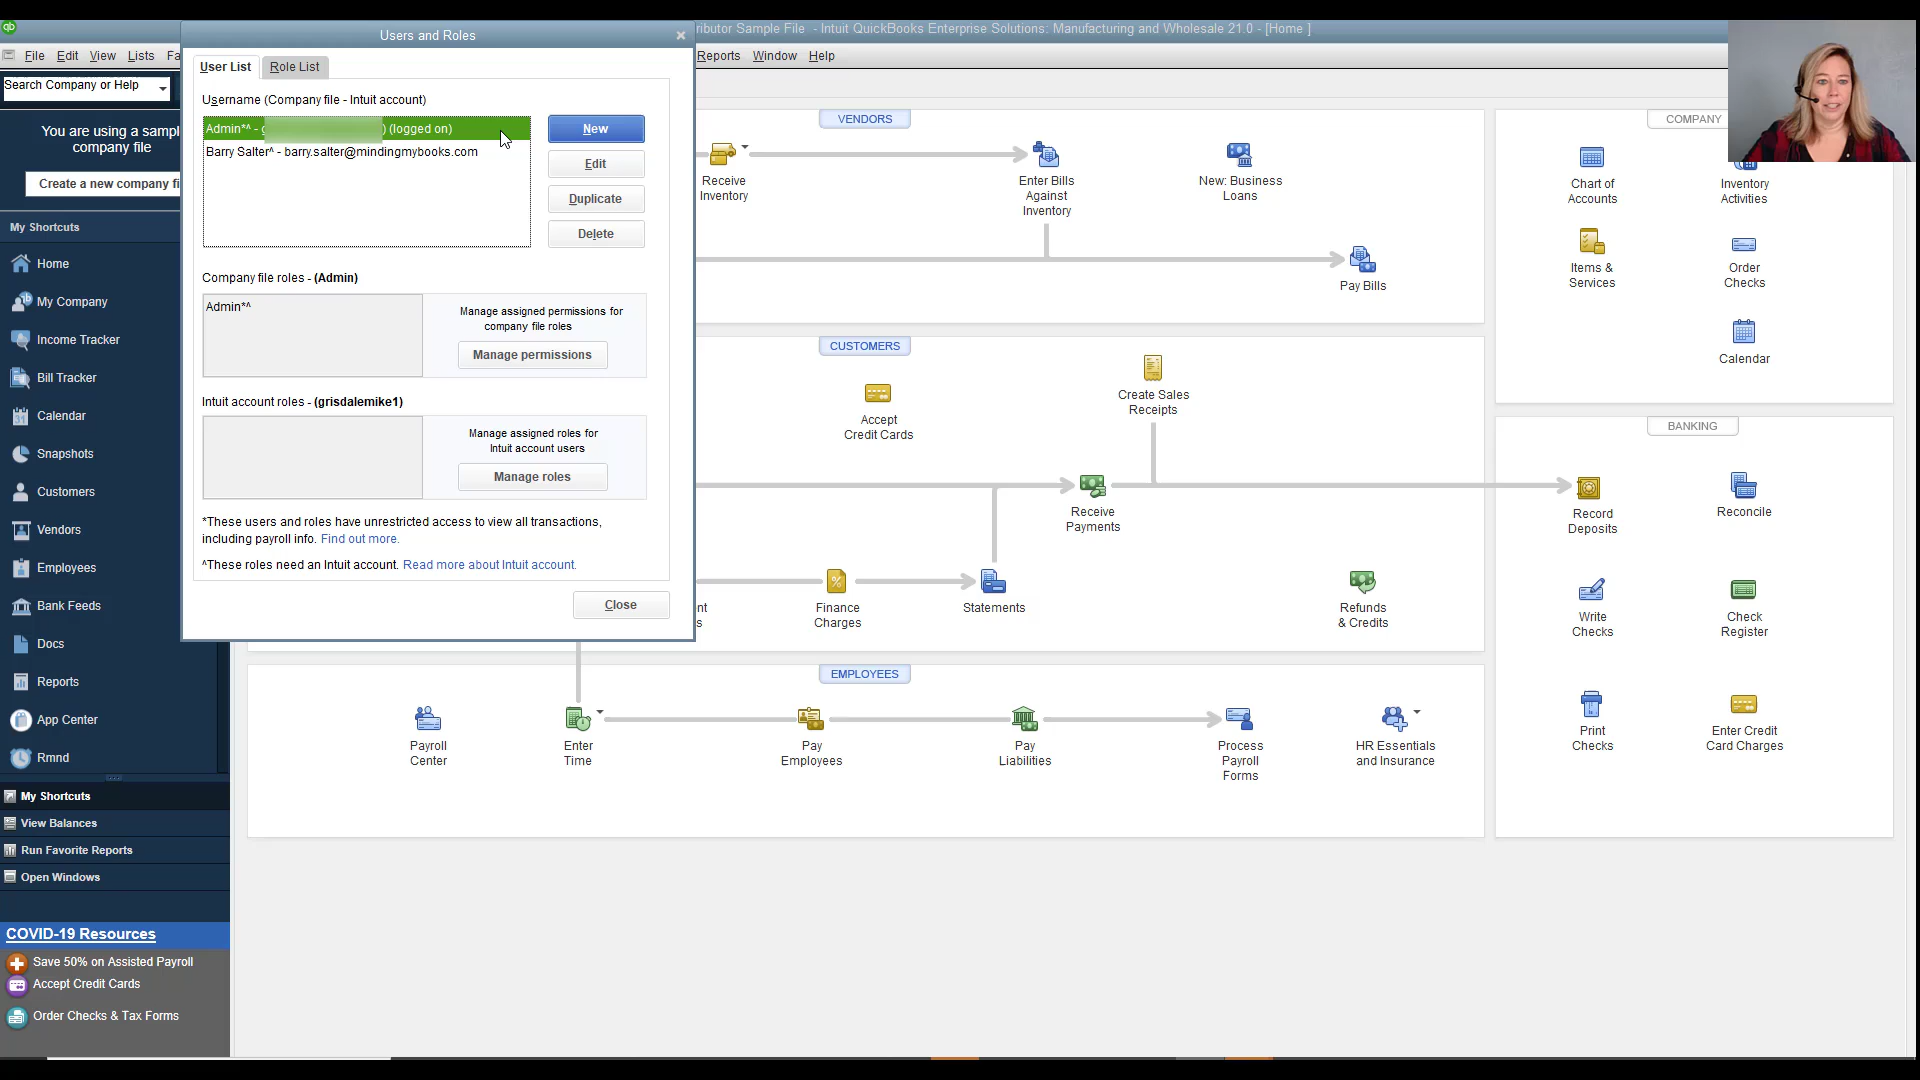 Users and Roles
ributor Sample File - Intuit QuickBooks Enterprise Solutions: Manufacturing and Wholesale 21.0 - [Home ]
File Edit View Lists Fa
Reports Window Help
Search Company or Help
You are using a sampl
company file
Create a new company fi
My Shortcuts
Home
My Company
Income Tracker
Bill Tracker
Calendar
Snapshots
Customers
Vendors
Employees
Bank Feeds
Docs
Reports
App Center
Rmnd
My Shortcuts
View Balances
Run Favorite Reports
Open Windows
COVID-19 Resources
Save 50% on Assisted Payroll
Accept Credit Cards
Order Checks & Tax Forms
User List
Role List
Username (Company file - Intuit account)
Admin*^ - g ) (logged on)
Barry Salter^ - barry.salter@mindingmybooks.com
New
Edit
Duplicate
Delete
Company file roles - (Admin)
Admin*^
Manage assigned permissions for
company file roles
Manage permissions
Intuit account roles - (grisdalemike1)
Manage assigned roles for
Intuit account users
Manage roles
*These users and roles have unrestricted access to view all transactions,
including payroll info. Find out more.
^These roles need an Intuit account. Read more about Intuit account.
Close
VENDORS
Receive
Inventory
Enter Bills
Against
Inventory
New: Business
Loans
Pay Bills
CUSTOMERS
Accept
Credit Cards
Create Sales
Receipts
Receive
Payments
nt
s
Finance
Charges
Statements
Refunds
& Credits
EMPLOYEES
Payroll
Center
Enter
Time
Pay
Employees
Pay
Liabilities
Process
Payroll
Forms
HR Essentials
and Insurance
COMPANY
Chart of
Accounts
Inventory
Activities
Items &
Services
Order
Checks
Calendar
BANKING
Record
Deposits
Reconcile
Write
Checks
Check
Register
Print
Checks
Enter Credit
Card Charges